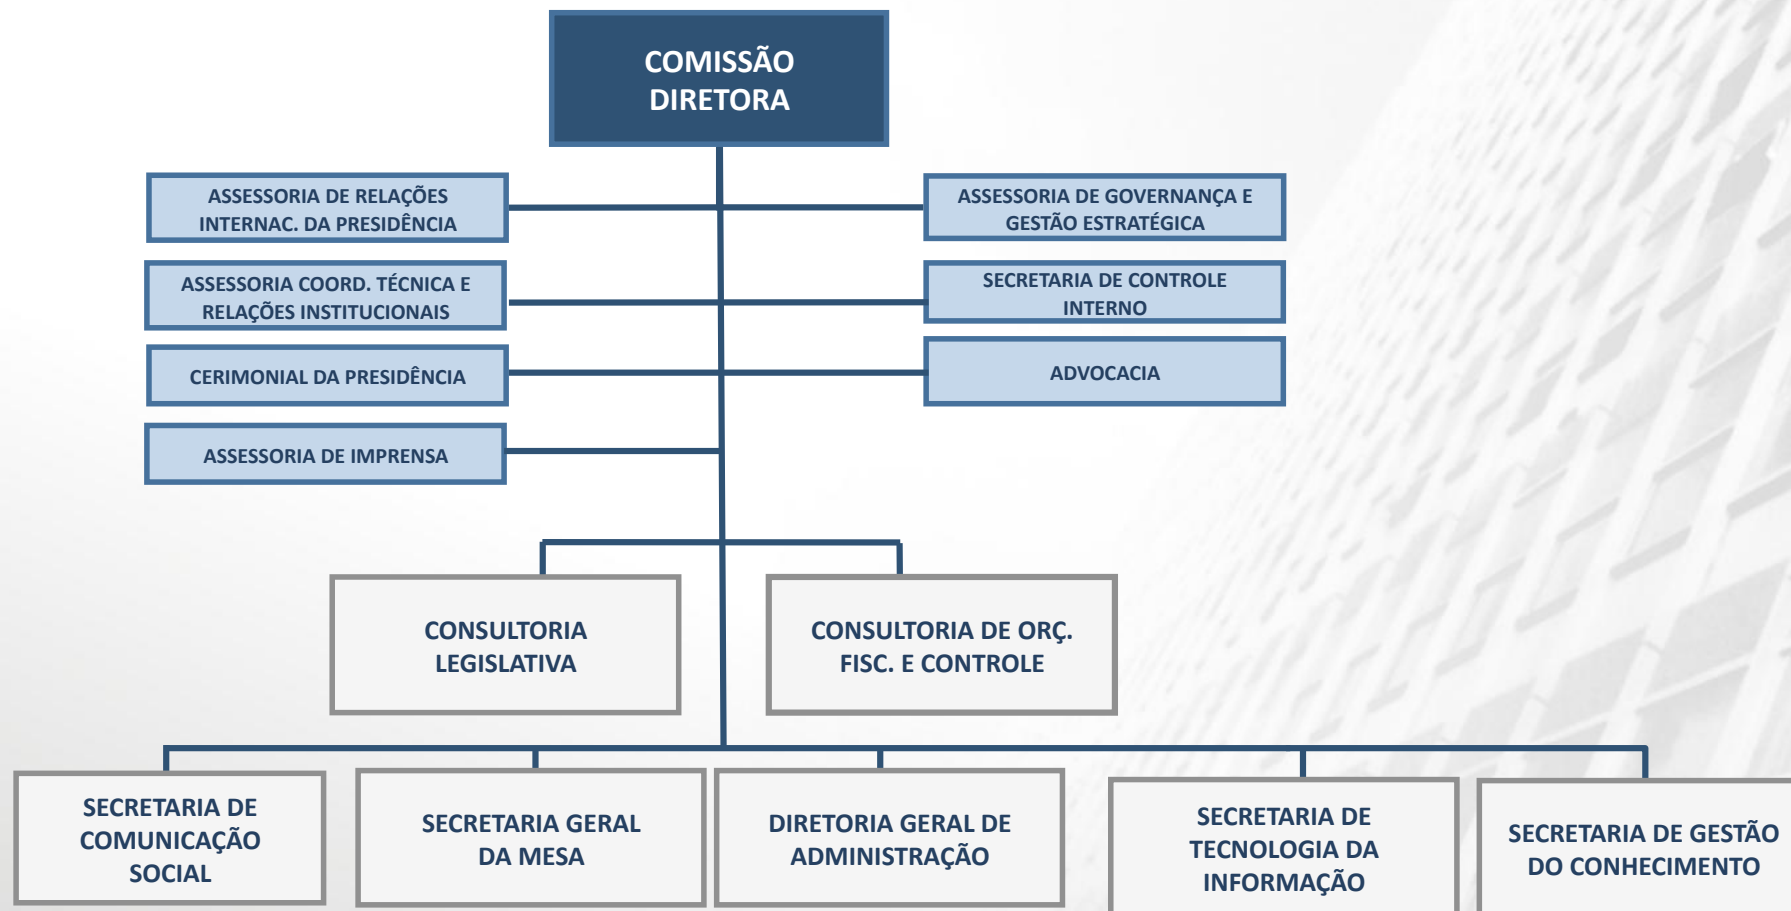 COMISSÃO
DIRETORA
ASSESSORIA DE RELAÇÕES
INTERNAC. DA PRESIDÊNCIA
ASSESSORIA DE GOVERNANÇA E
GESTÃO ESTRATÉGICA
ASSESSORIA COORD. TÉCNICA E
RELAÇÕES INSTITUCIONAIS
SECRETARIA DE CONTROLE
INTERNO
CERIMONIAL DA PRESIDÊNCIA
ADVOCACIA
ASSESSORIA DE IMPRENSA
CONSULTORIA
LEGISLATIVA
CONSULTORIA DE ORÇ.
FISC. E CONTROLE
SECRETARIA DE
COMUNICAÇÃO
SOCIAL
SECRETARIA GERAL
DA MESA
DIRETORIA GERAL DE
ADMINISTRAÇÃO
SECRETARIA DE
TECNOLOGIA DA
INFORMAÇÃO
SECRETARIA DE GESTÃO
DO CONHECIMENTO